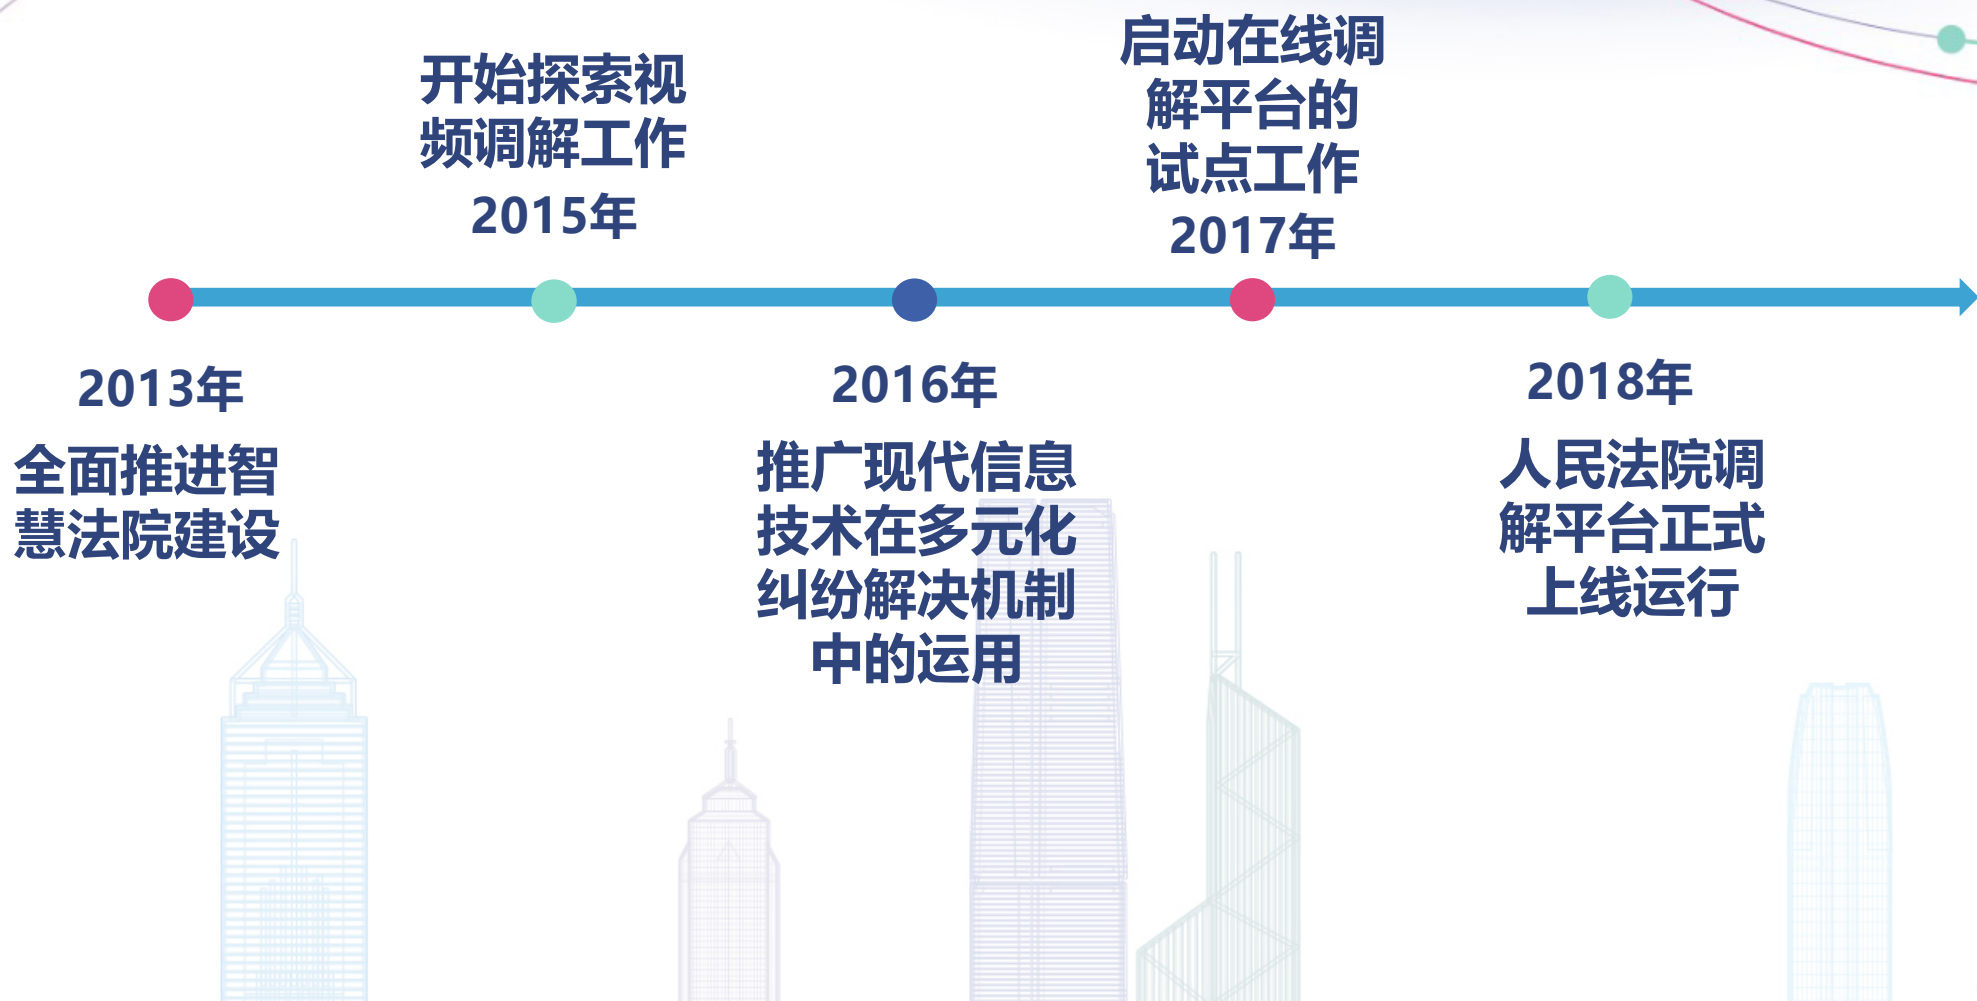 2013年
全面推进智
慧法院建设
开始探索视
频调解工作
2015年
2016年
推广现代信息
技术在多元化
纠纷解决机制
中的运用
启动在线调
解平台的
试点工作
2017年
2018年
人民法院调
解平台正式
上线运行